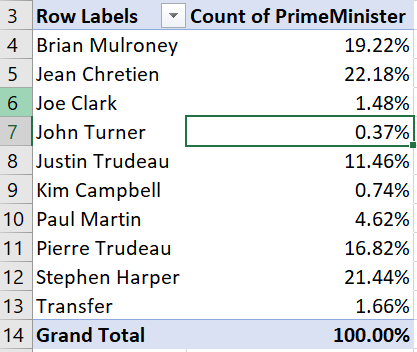 3 Row Labels Count of PrimeMinister
4 Brian Mulroney 19.22%
5 Jean Chretien 22.18%
6 Joe Clark 1.48%
7 John Turner 0.37%
8 Justin Trudeau 11.46%
9 Kim Campbell 0.74%
10 Paul Martin 4.62%
11 Pierre Trudeau 16.82%
12 Stephen Harper 21.44%
13 Transfer 1.66%
14 Grand Total 100.00%